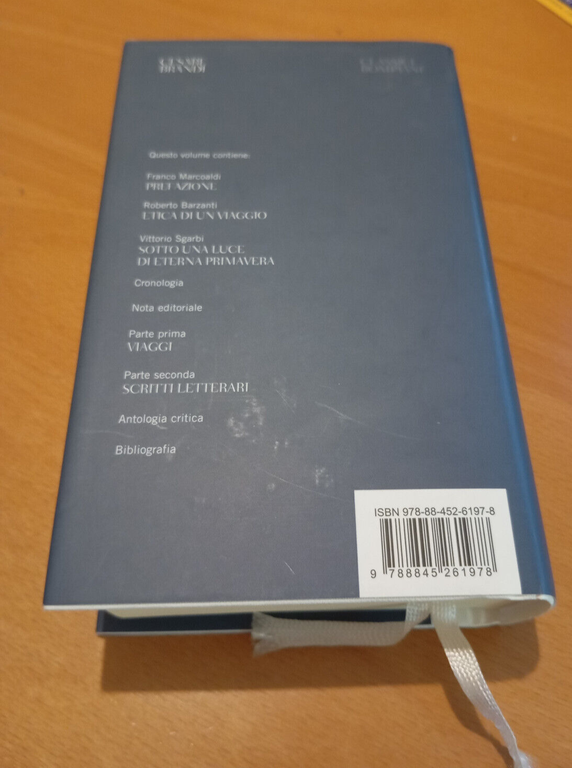 CESARE
BRANDI
CLASSICI
BOMPIANI
Questo volume contiene:
Franco Marcoaldi
PREFAZIONE
Roberto Barzanti
ETICA DI UN VIAGGIO
Vittorio Sgarbi
SOTTO UNA LUCE
DI ETERNA PRIMAVERA
Cronologia
Nota editoriale
Parte prima
VIAGGI
Parte seconda
SCRITTI LETTERARI
Antologia critica
Bibliografia
ISBN 978-88-452-6197-8
9 788845 261978